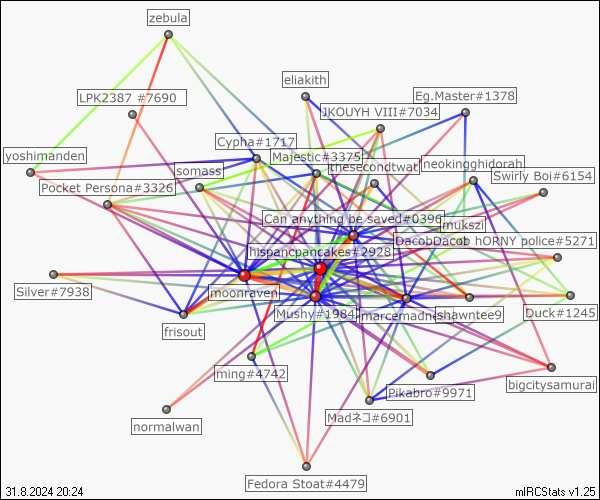 zebula
eliakith
LPK2387 #7690
Eg.Master#1378
JKOUYH VIII#7034
Cypha#1717
yoshimanden
Majestic#3375
thesecondtwat
neokingghidorah
somass
Swirly Boi#6154
Pocket Persona#3326
Can anything be saved#0396
mukszi
hispancpancakes#2928
DacobDacob
HORNY police#5271
Silver#7938
moonraven
Mushy#1984
shawntee9
Duck#1245
frisout
ming#4742
bigcitysamurai
Pikabro#9971
Madネコ#6901
normalwan
Fedora Stoat#4479
31.8.2024 20:24
mIRCStats v1.25